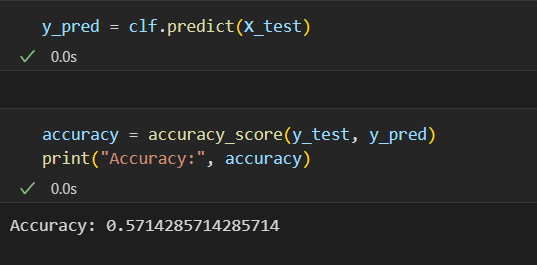 y_pred = clf.predict(X_test)
✓ 0.0s
accuracy = accuracy_score(y_test, y_pred)
print("Accuracy:", accuracy)
✓ 0.0s
Accuracy: 0.5714285714285714